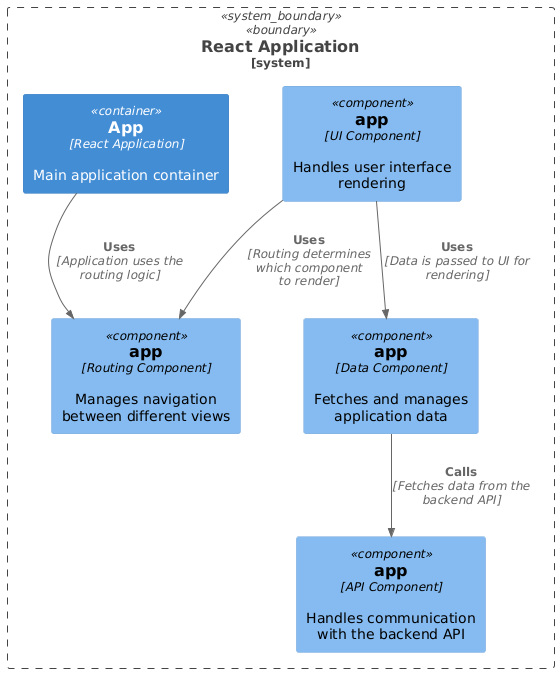 «system_boundary»
«boundary»
React Application
[system]
«container»
App
[React Application]
Main application container
«component»
app
[UI Component]
Handles user interface
rendering
Uses
[Application uses the
routing logic]
Uses
[Routing determines
which component
to render]
Uses
[Data is passed to UI for
rendering]
«component»
app
[Routing Component]
Manages navigation
between different views
«component»
app
[Data Component]
Fetches and manages
application data
Calls
[Fetches data from the
backend API]
«component»
app
[API Component]
Handles communication
with the backend API